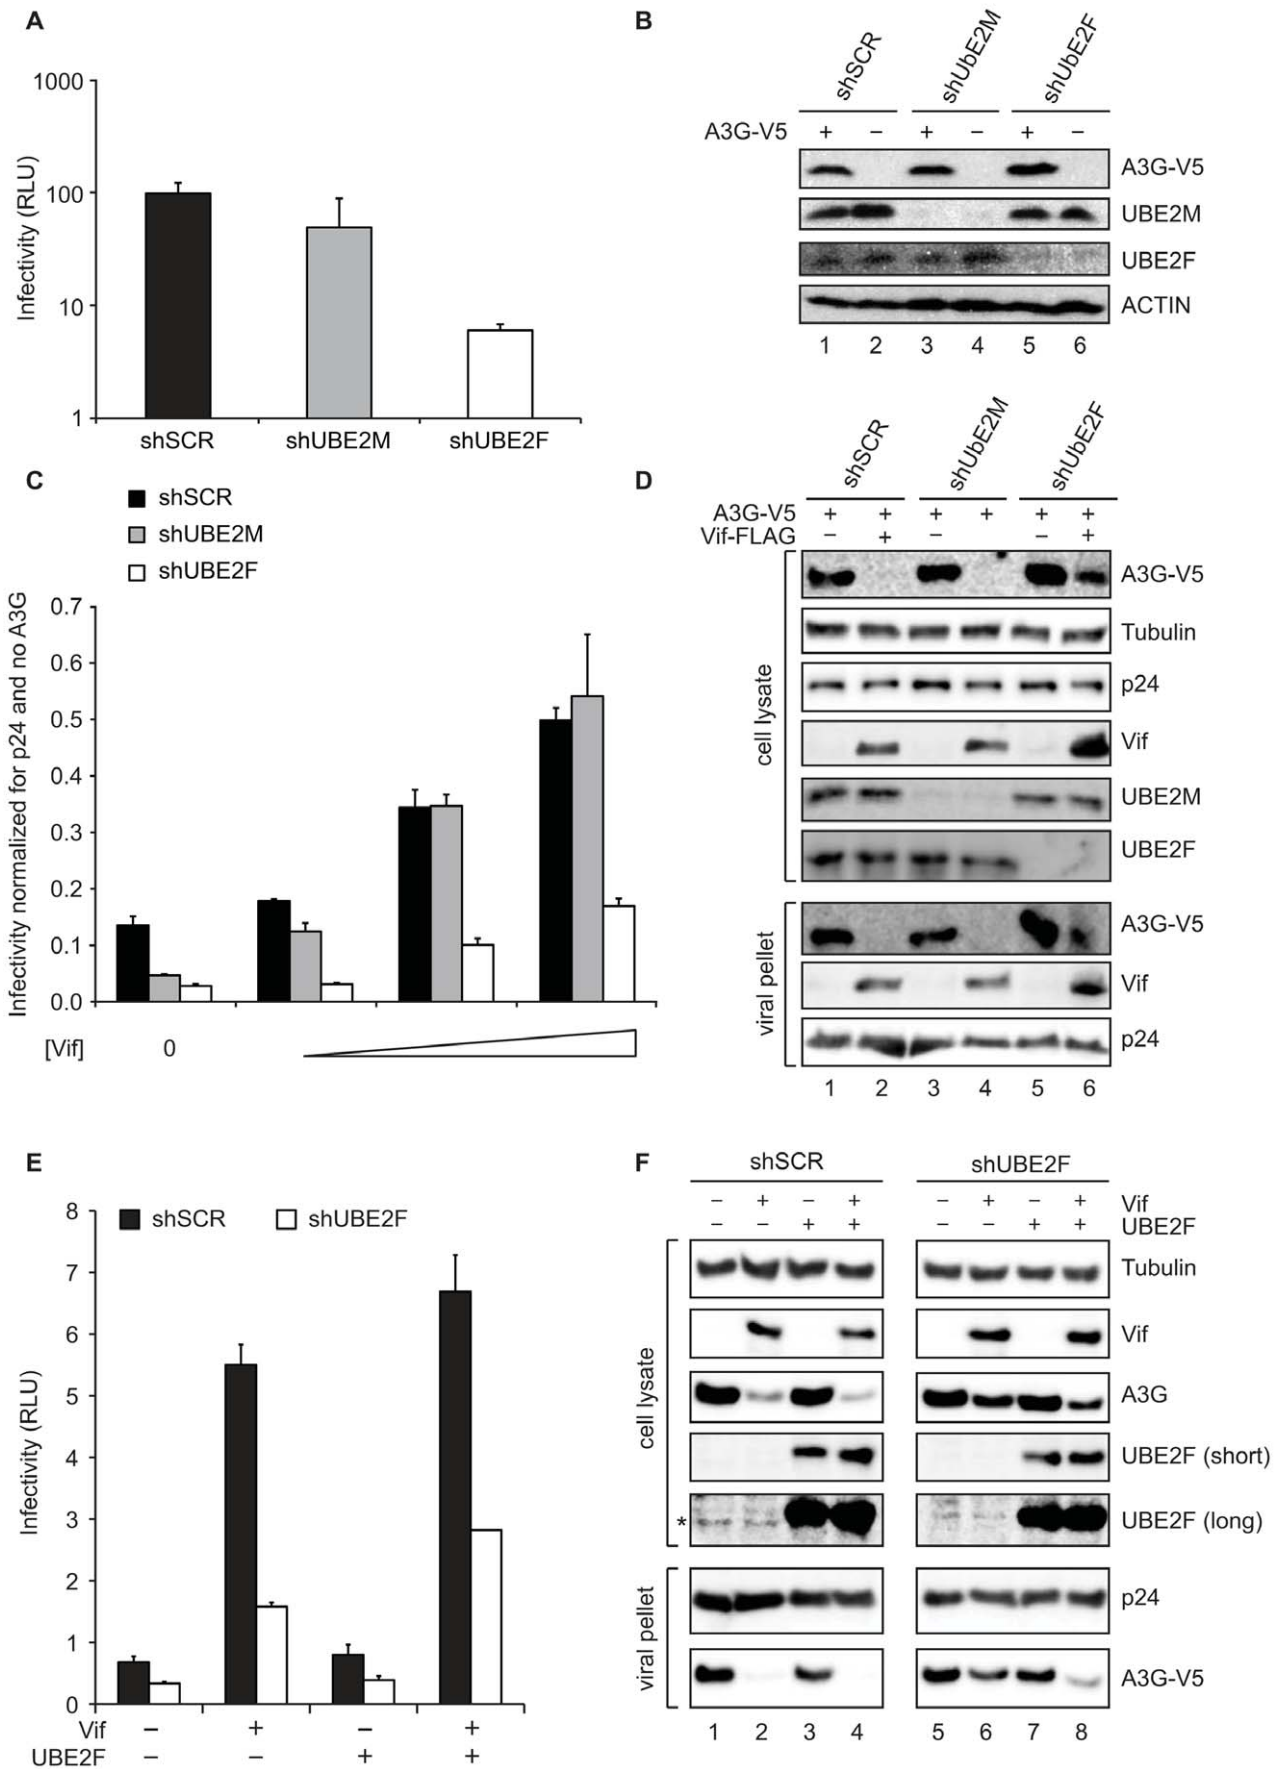 A
1000
100
10
1
Infectivity (RLU)
shSCR shUBE2M shUBE2F
B
shSCR shUbE2M shUbE2F
A3G-V5 + – + – + –
A3G-V5
UBE2M
UBE2F
ACTIN
1 2 3 4 5 6
C
shSCR
shUBE2M
shUBE2F
0.7
0.6
0.5
0.4
0.3
0.2
0.1
0.0
Infectivity normalized for p24 and no A3G
[Vif] 0
D
shSCR shUbE2M shUbE2F
A3G-V5 + + + + + +
Vif-FLAG – + – – +
cell lysate
A3G-V5
Tubulin
p24
Vif
UBE2M
UBE2F
viral pellet
A3G-V5
Vif
p24
1 2 3 4 5 6
E
shSCR shUBE2F
8
7
6
5
4
3
2
1
0
Infectivity (RLU)
Vif – + – +
UBE2F – – + +
F
shSCR shUBE2F
– + – + – + – + Vif
– – + + – – + + UBE2F
cell lysate
Tubulin
Vif
A3G
UBE2F (short)
* UBE2F (long)
viral pellet
p24
A3G-V5
1 2 3 4 5 6 7 8